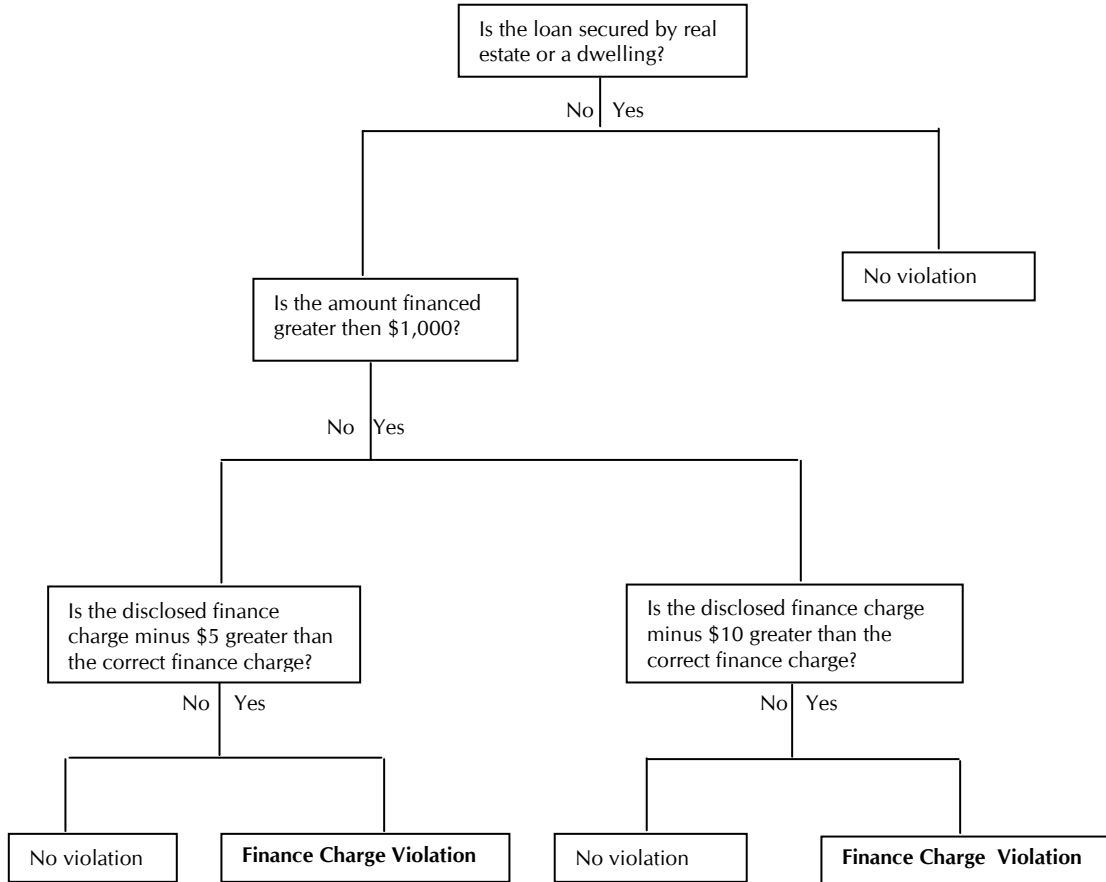 Is the loan secured by real
estate or a dwelling?
No Yes
No violation
Is the amount financed
greater then $1,000?
No Yes
Is the disclosed finance
charge minus $5 greater than
the correct finance charge?
Is the disclosed finance charge
minus $10 greater than the
correct finance charge?
No Yes
No Yes
No violation
Finance Charge Violation
No violation
Finance Charge Violation